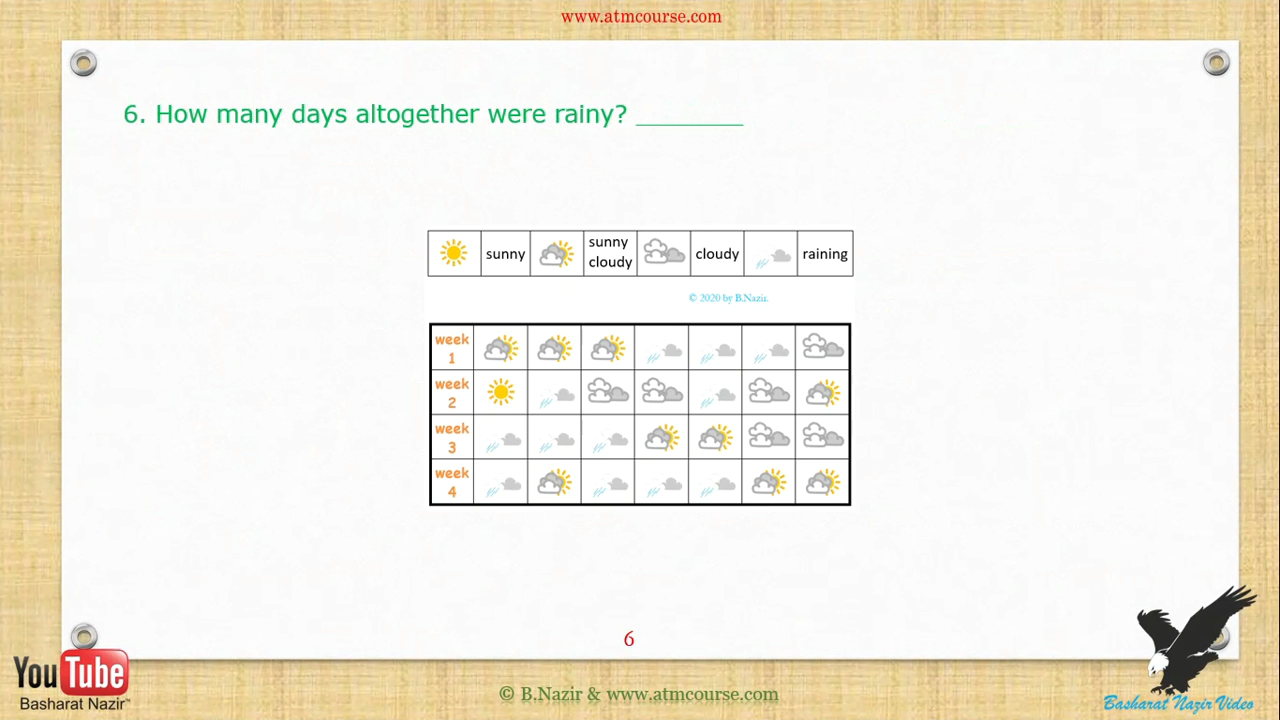 www.atmcourse.com
6. How many days altogether were rainy? ________
sunny
sunny
cloudy
cloudy
raining
© 2020 by B.Nazir.
week
1
week
2
week
3
week
4
6
YouTube
Basharat Nazir™
© B.Nazir & www.atmcourse.com
Basharat Nazir Video